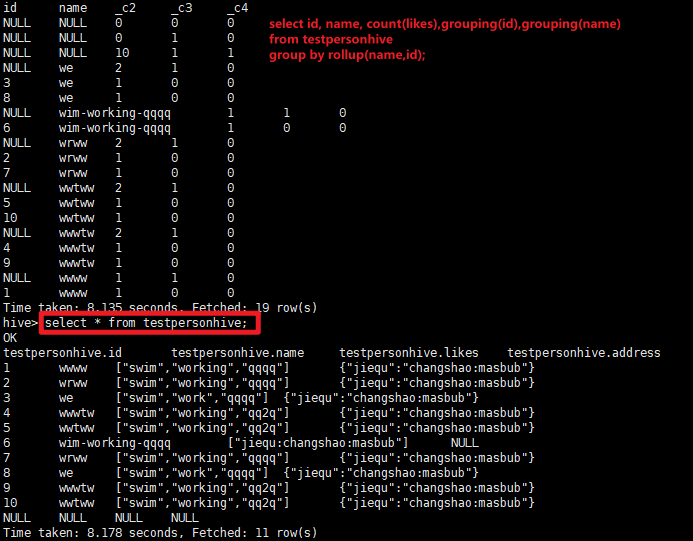 id name _c2 _c3 _c4
NULL NULL 0 0 0
select id, name, count(likes),grouping(id),grouping(name)
NULL NULL 0 1 0
from testpersonhive
NULL NULL 10 1 1
group by rollup(name,id);
NULL we 2 1 0
3 we 1 0 0
8 we 1 0 0
NULL wim-working-qqqq 1 1 0
6 wim-working-qqqq 1 0 0
NULL wrww 2 1 0
2 wrww 1 0 0
7 wrww 1 0 0
NULL wwtww 2 1 0
5 wwtww 1 0 0
10 wwtww 1 0 0
NULL wwwtw 2 1 0
4 wwwtw 1 0 0
9 wwwtw 1 0 0
NULL wwww 1 1 0
1 wwww 1 0 0
Time taken: 8.135 seconds, Fetched: 19 row(s)
hive> select * from testpersonhive;
OK
testpersonhive.id testpersonhive.name testpersonhive.likes testpersonhive.address
1 wwww ["swim","working","qqqq"] {"jiequ":"changshao:masbub"}
2 wrww ["swim","working","qqqq"] {"jiequ":"changshao:masbub"}
3 we ["swim","work","qqqq"] {"jiequ":"changshao:masbub"}
4 wwwtw ["swim","working","qq2q"] {"jiequ":"changshao:masbub"}
5 wwtww ["swim","working","qq2q"] {"jiequ":"changshao:masbub"}
6 wim-working-qqqq ["jiequ:changshao:masbub"] NULL
7 wrww ["swim","working","qqqq"] {"jiequ":"changshao:masbub"}
8 we ["swim","work","qqqq"] {"jiequ":"changshao:masbub"}
9 wwwtw ["swim","working","qq2q"] {"jiequ":"changshao:masbub"}
10 wwtww ["swim","working","qq2q"] {"jiequ":"changshao:masbub"}
NULL NULL NULL NULL
Time taken: 8.178 seconds, Fetched: 11 row(s)